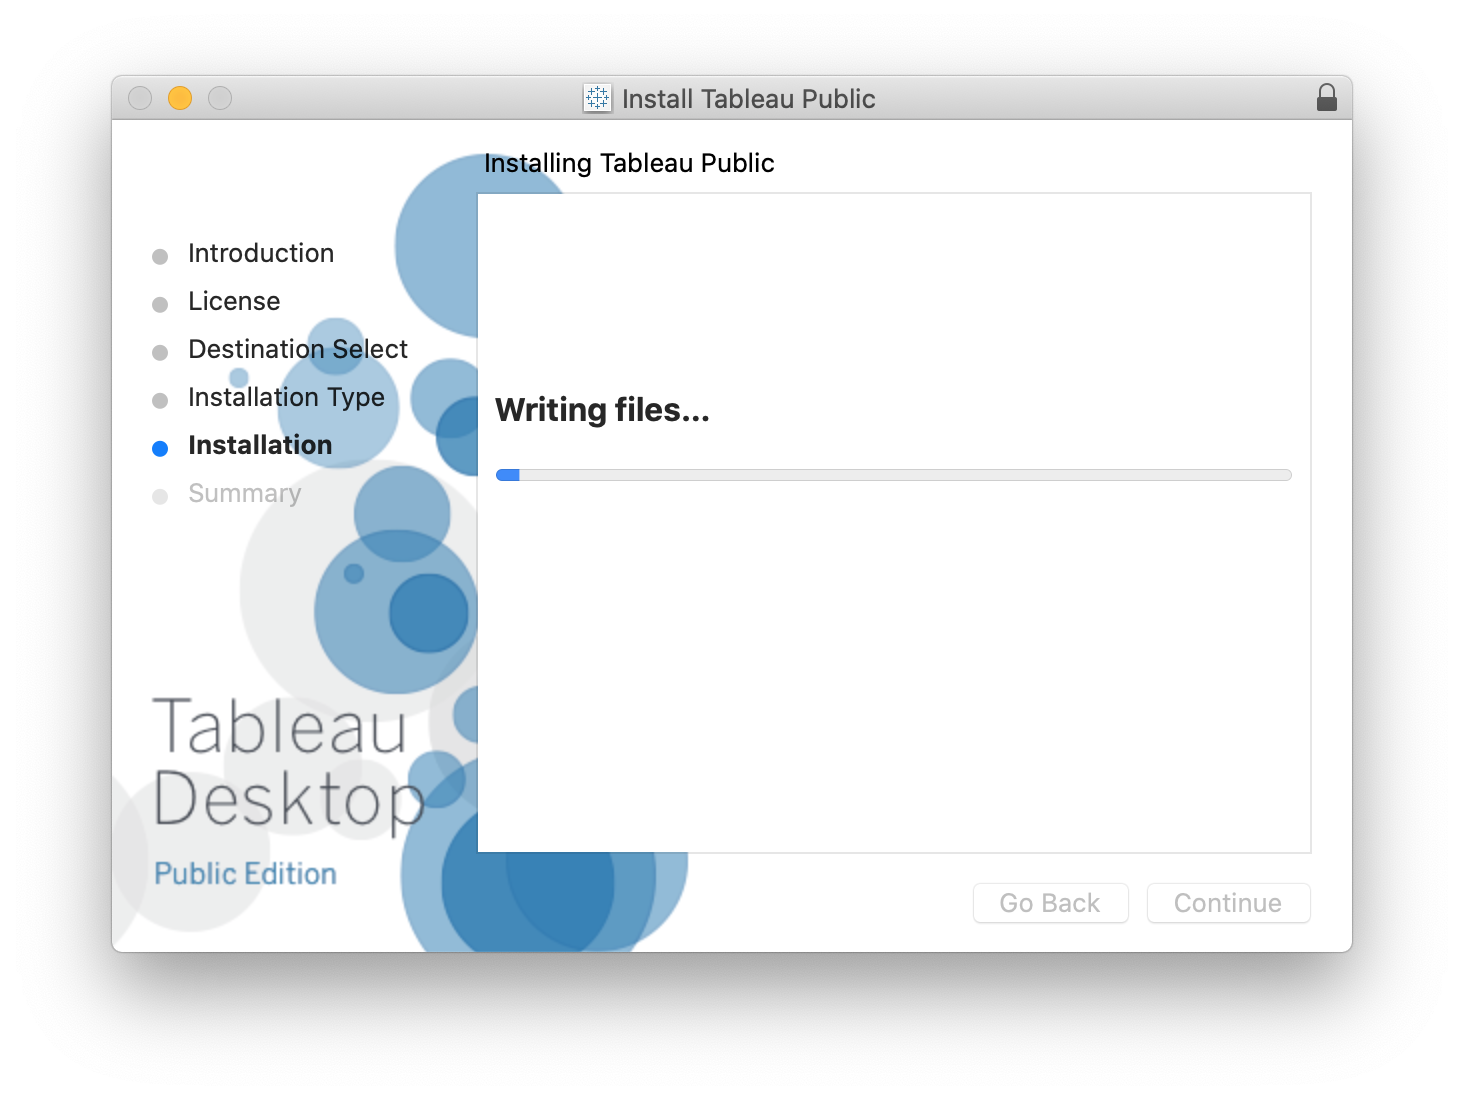 Install Tableau Public
Installing Tableau Public
Introduction
License
Destination Select
Installation Type
Installation
Summary
Writing files...
Tableau
Desktop
Public Edition
Go Back
Continue